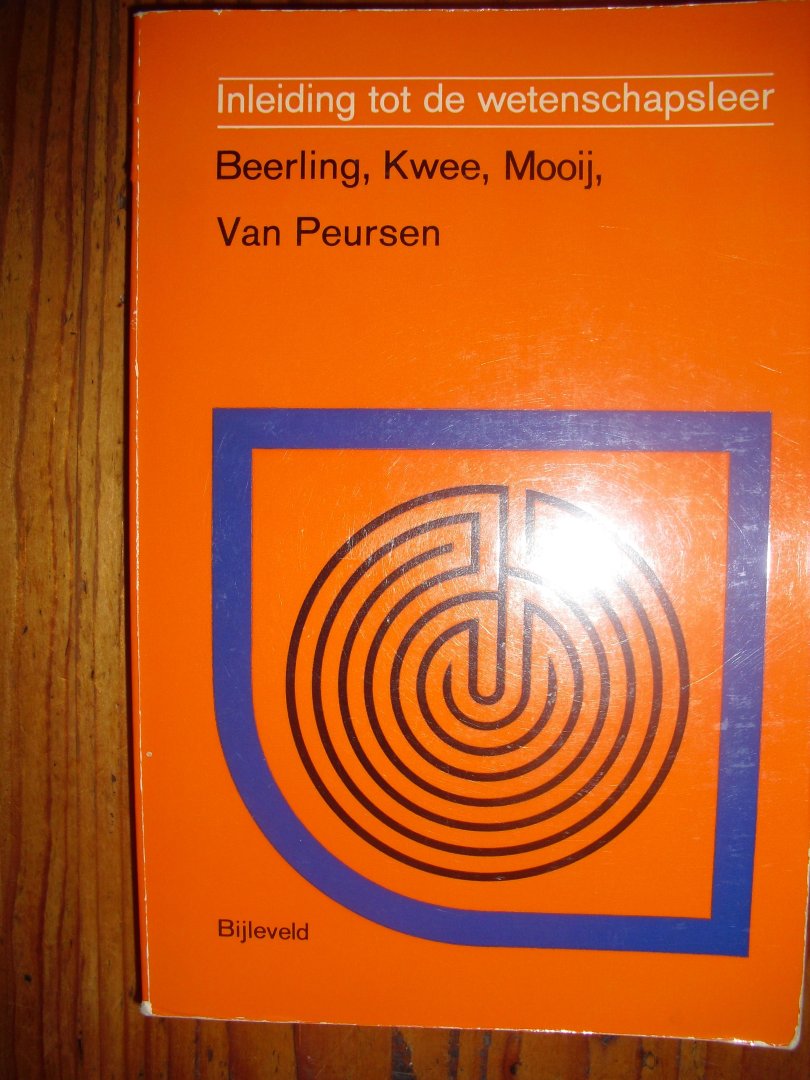 Inleiding tot de wetenschapsleer
Beerling, Kwee, Mooij,
Van Peursen
Bijleveld